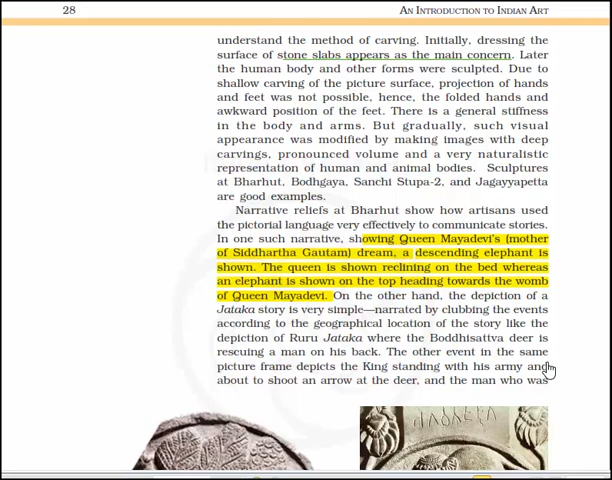 28
AN INTRODUCTION TO INDIAN ART
understand the method of carving. Initially, dressing the
surface of stone slabs appears as the main concern. Later
the human body and other forms were sculpted. Due to
shallow carving of the picture surface, projection of hands
and feet was not possible, hence, the folded hands and
awkward position of the feet. There is a general stiffness
in the body and arms. But gradually, such visual
appearance was modified by making images with deep
carvings, pronounced volume and a very naturalistic
representation of human and animal bodies. Sculptures
at Bharhut, Bodhgaya, Sanchi Stupa-2, and Jagayyapetta
are good examples.
Narrative reliefs at Bharhut show how artisans used
the pictorial language very effectively to communicate stories.
In one such narrative, showing Queen Mayadevi's (mother
of Siddhartha Gautam) dream, a descending elephant is
shown. The queen is shown reclining on the bed whereas
an elephant is shown on the top heading towards the womb
of Queen Mayadevi. On the other hand, the depiction of a
Jataka story is very simple—narrated by clubbing the events
according to the geographical location of the story like the
depiction of Ruru Jataka where the Boddhisattva deer is
rescuing a man on his back. The other event in the same
picture frame depicts the King standing with his army and
about to shoot an arrow at the deer, and the man who was